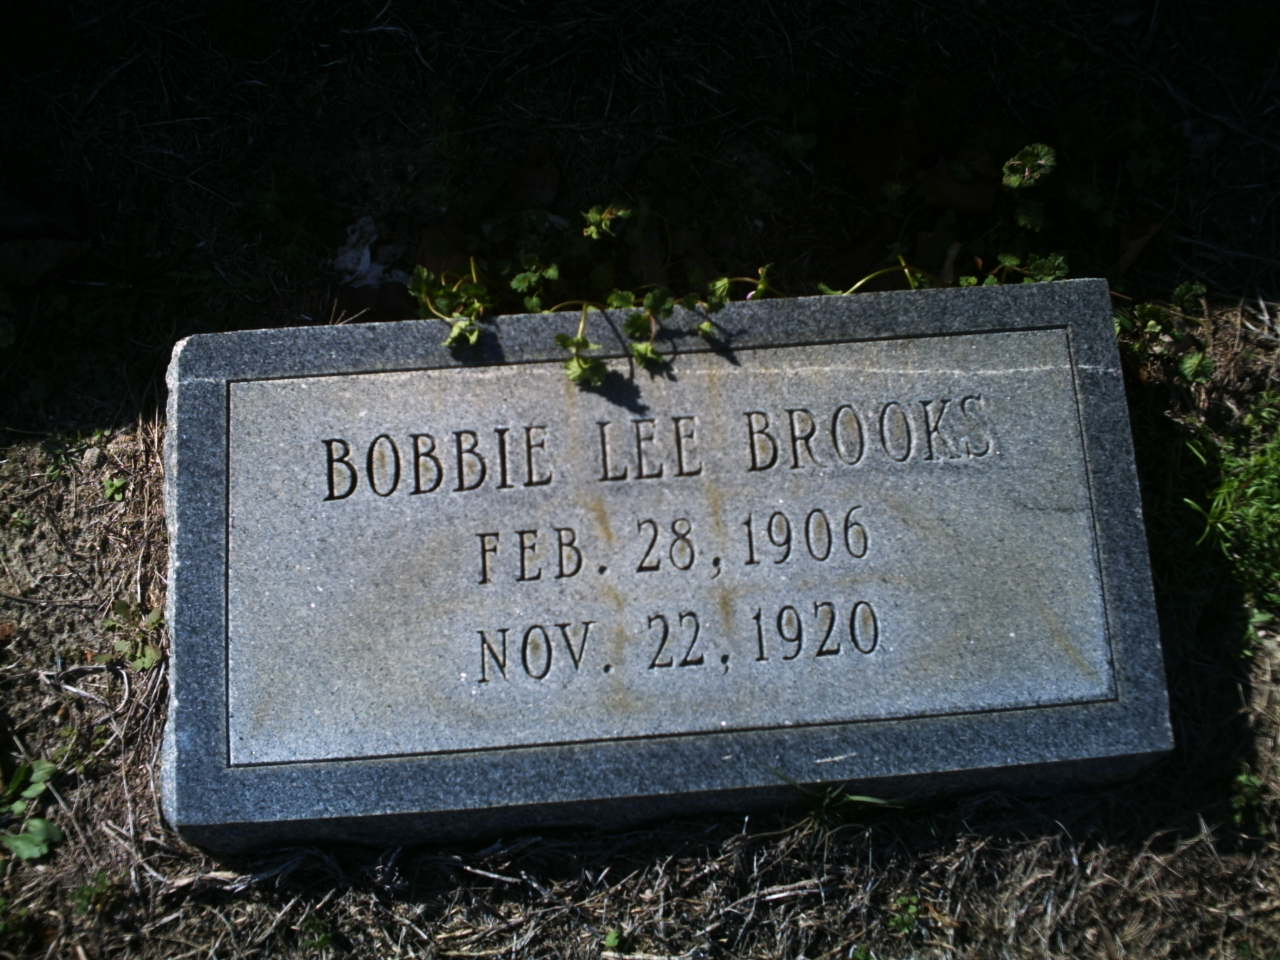 BOBBIE LEE BROOKS
FEB. 28, 1906
NOV. 22, 1920